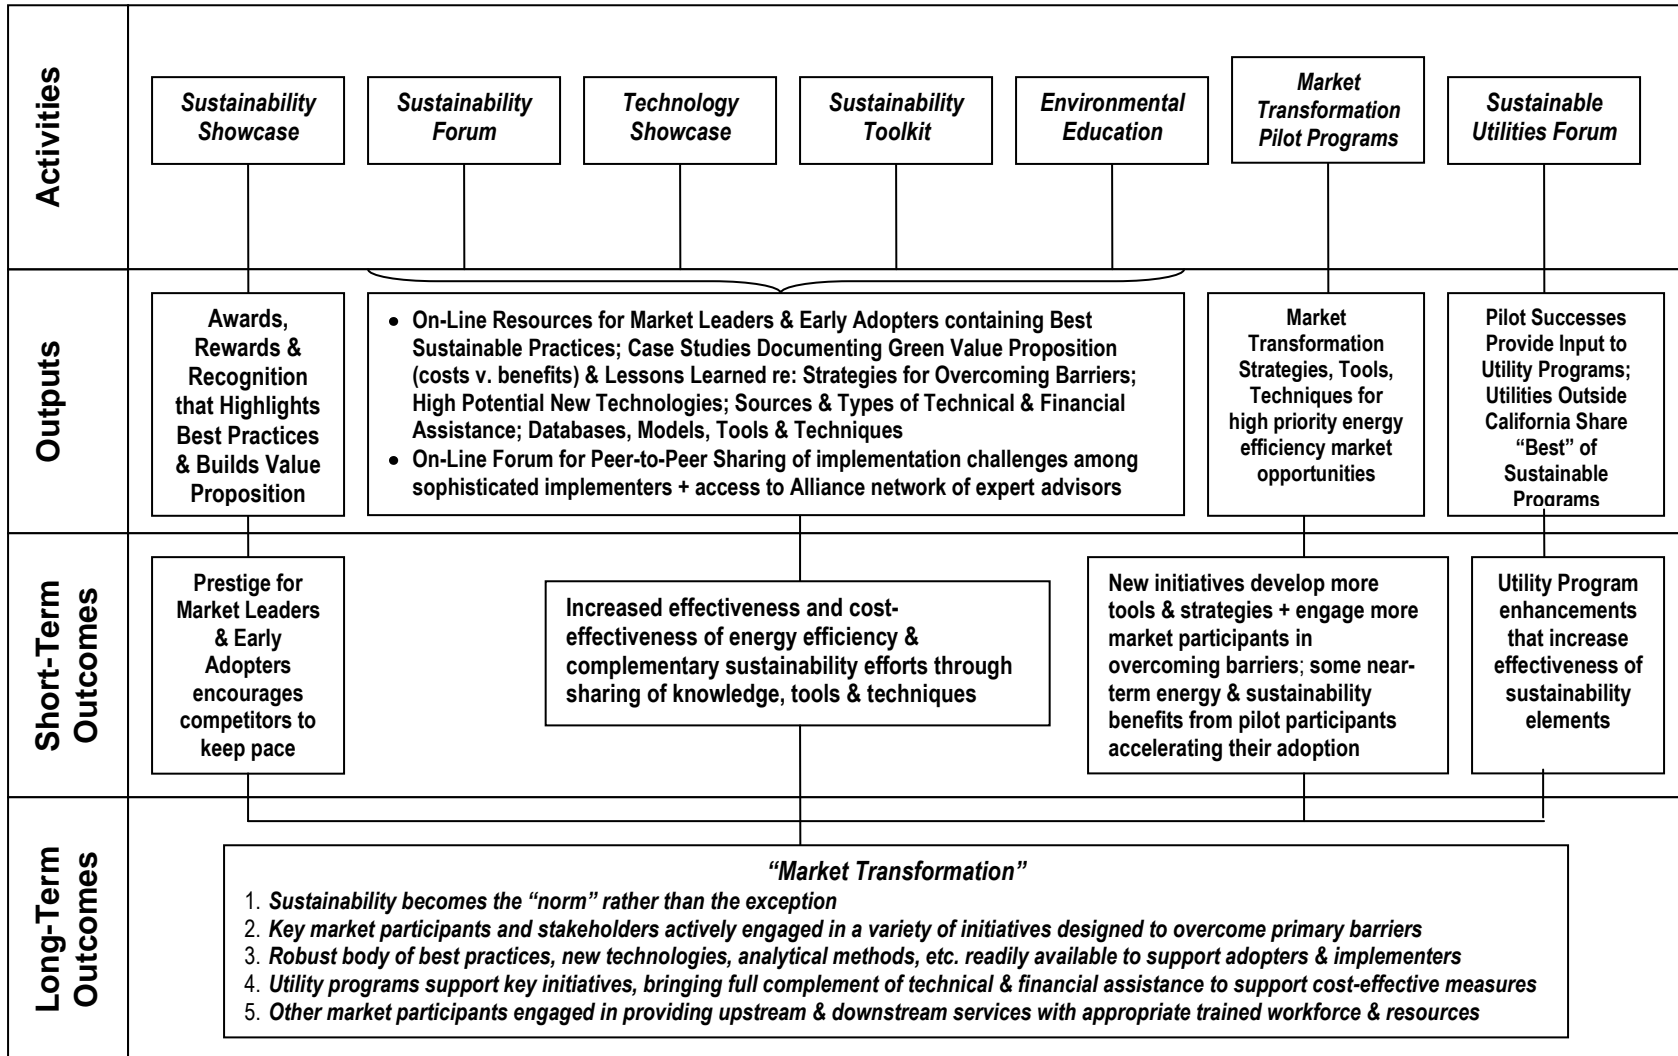 Activities
Sustainability
Showcase
Sustainability
Forum
Technology
Showcase
Sustainability
Toolkit
Environmental
Education
Market
Transformation
Pilot Programs
Sustainable
Utilities Forum
Outputs
Awards,
Rewards &
Recognition
that Highlights
Best Practices
& Builds Value
Proposition
• On-Line Resources for Market Leaders & Early Adopters containing Best
Sustainable Practices; Case Studies Documenting Green Value Proposition
(costs v. benefits) & Lessons Learned re: Strategies for Overcoming Barriers;
High Potential New Technologies; Sources & Types of Technical & Financial
Assistance; Databases, Models, Tools & Techniques
• On-Line Forum for Peer-to-Peer Sharing of implementation challenges among
sophisticated implementers + access to Alliance network of expert advisors
Market
Transformation
Strategies, Tools,
Techniques for
high priority energy
efficiency market
opportunities
Pilot Successes
Provide Input to
Utility Programs;
Utilities Outside
California Share
“Best” of
Sustainable
Programs
Short-Term
Outcomes
Prestige for
Market Leaders
& Early
Adopters
encourages
competitors to
keep pace
Increased effectiveness and cost-
effectiveness of energy efficiency &
complementary sustainability efforts through
sharing of knowledge, tools & techniques
New initiatives develop more
tools & strategies + engage more
market participants in
overcoming barriers; some near-
term energy & sustainability
benefits from pilot participants
accelerating their adoption
Utility Program
enhancements
that increase
effectiveness of
sustainability
elements
Long-Term
Outcomes
“Market Transformation”
1. Sustainability becomes the “norm” rather than the exception
2. Key market participants and stakeholders actively engaged in a variety of initiatives designed to overcome primary barriers
3. Robust body of best practices, new technologies, analytical methods, etc. readily available to support adopters & implementers
4. Utility programs support key initiatives, bringing full complement of technical & financial assistance to support cost-effective measures
5. Other market participants engaged in providing upstream & downstream services with appropriate trained workforce & resources